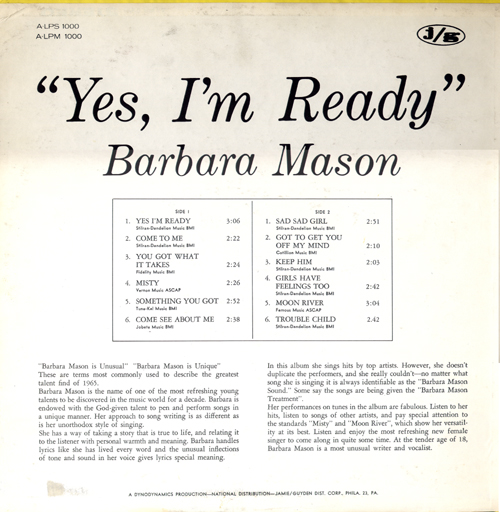 A-LPS 1000
A-LPM 1000
J/g
"Yes, I'm Ready"
Barbara Mason
SIDE 1
1. YES I'M READY 3:06
Stilran-Dandelion Music BMI
2. COME TO ME 2:22
Stilran-Dandelion Music BMI
3. YOU GOT WHAT
IT TAKES 2:24
Fidelity Music BMI
4. MISTY 2:26
Vernon Music ASCAP
5. SOMETHING YOU GOT 2:52
Tune-Kel Music BMI
6. COME SEE ABOUT ME 2:38
Jobete Music BMI
SIDE 2
1. SAD SAD GIRL 2:51
Stilran-Dandelion Music BMI
2. GOT TO GET YOU
OFF MY MIND 2:10
Cotillion Music BMI
3. KEEP HIM 2:03
Stilran-Dandelion Music BMI
4. GIRLS HAVE
FEELINGS TOO 2:42
Stilran-Dandelion Music BMI
5. MOON RIVER 3:04
Famous Music ASCAP
6. TROUBLE CHILD 2:42
Stilran-Dandelion Music BMI
"Barbara Mason is Unusual" "Barbara Mason is Unique"
These are terms most commonly used to describe the greatest
talent find of 1965.
Barbara Mason is the name of one of the most refreshing young
talents to be discovered in the music world for a decade. Barbara is
endowed with the God-given talent to pen and perform songs in
a unique manner. Her approach to song writing is as different as
is her unorthodox style of singing.
She has a way of taking a story that is true to life, and relating it
to the listener with personal warmth and meaning. Barbara handles
lyrics like she has lived every word and the unusual inflections
of tone and sound in her voice gives lyrics special meaning.
In this album she sings hits by top artists. However, she doesn't
duplicate the performers, and she really couldn't—no matter what
song she is singing it is always identifiable as the "Barbara Mason
Sound." Some say the songs are being given the "Barbara Mason
Treatment".
Her performances on tunes in the album are fabulous. Listen to her
hits, listen to songs of other artists, and pay special attention to
the standards "Misty" and "Moon River", which show her versatil-
ity at its best. Listen and enjoy the most refreshing new female
singer to come along in quite some time. At the tender age of 18,
Barbara Mason is a most unusual writer and vocalist.
A DYNODYNAMICS PRODUCTION—NATIONAL DISTRIBUTION—JAMIE/GUYDEN DIST. CORP., PHILA. 23, PA.